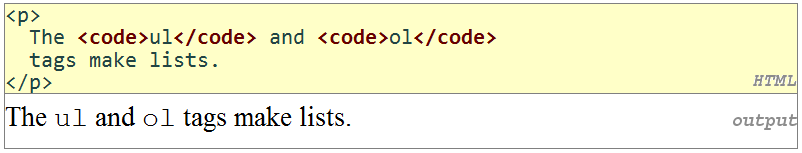 <p>
  The <code>ul</code> and <code>ol</code>
  tags make lists.
</p>
HTML
The ul and ol tags make lists.
output